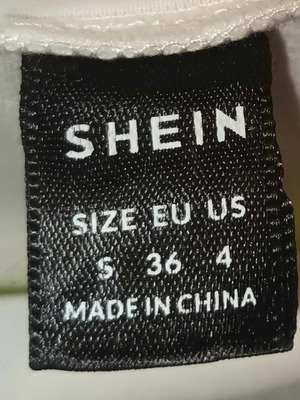 SHEIN
SIZE EU US
S 36 4
MADE IN CHINA